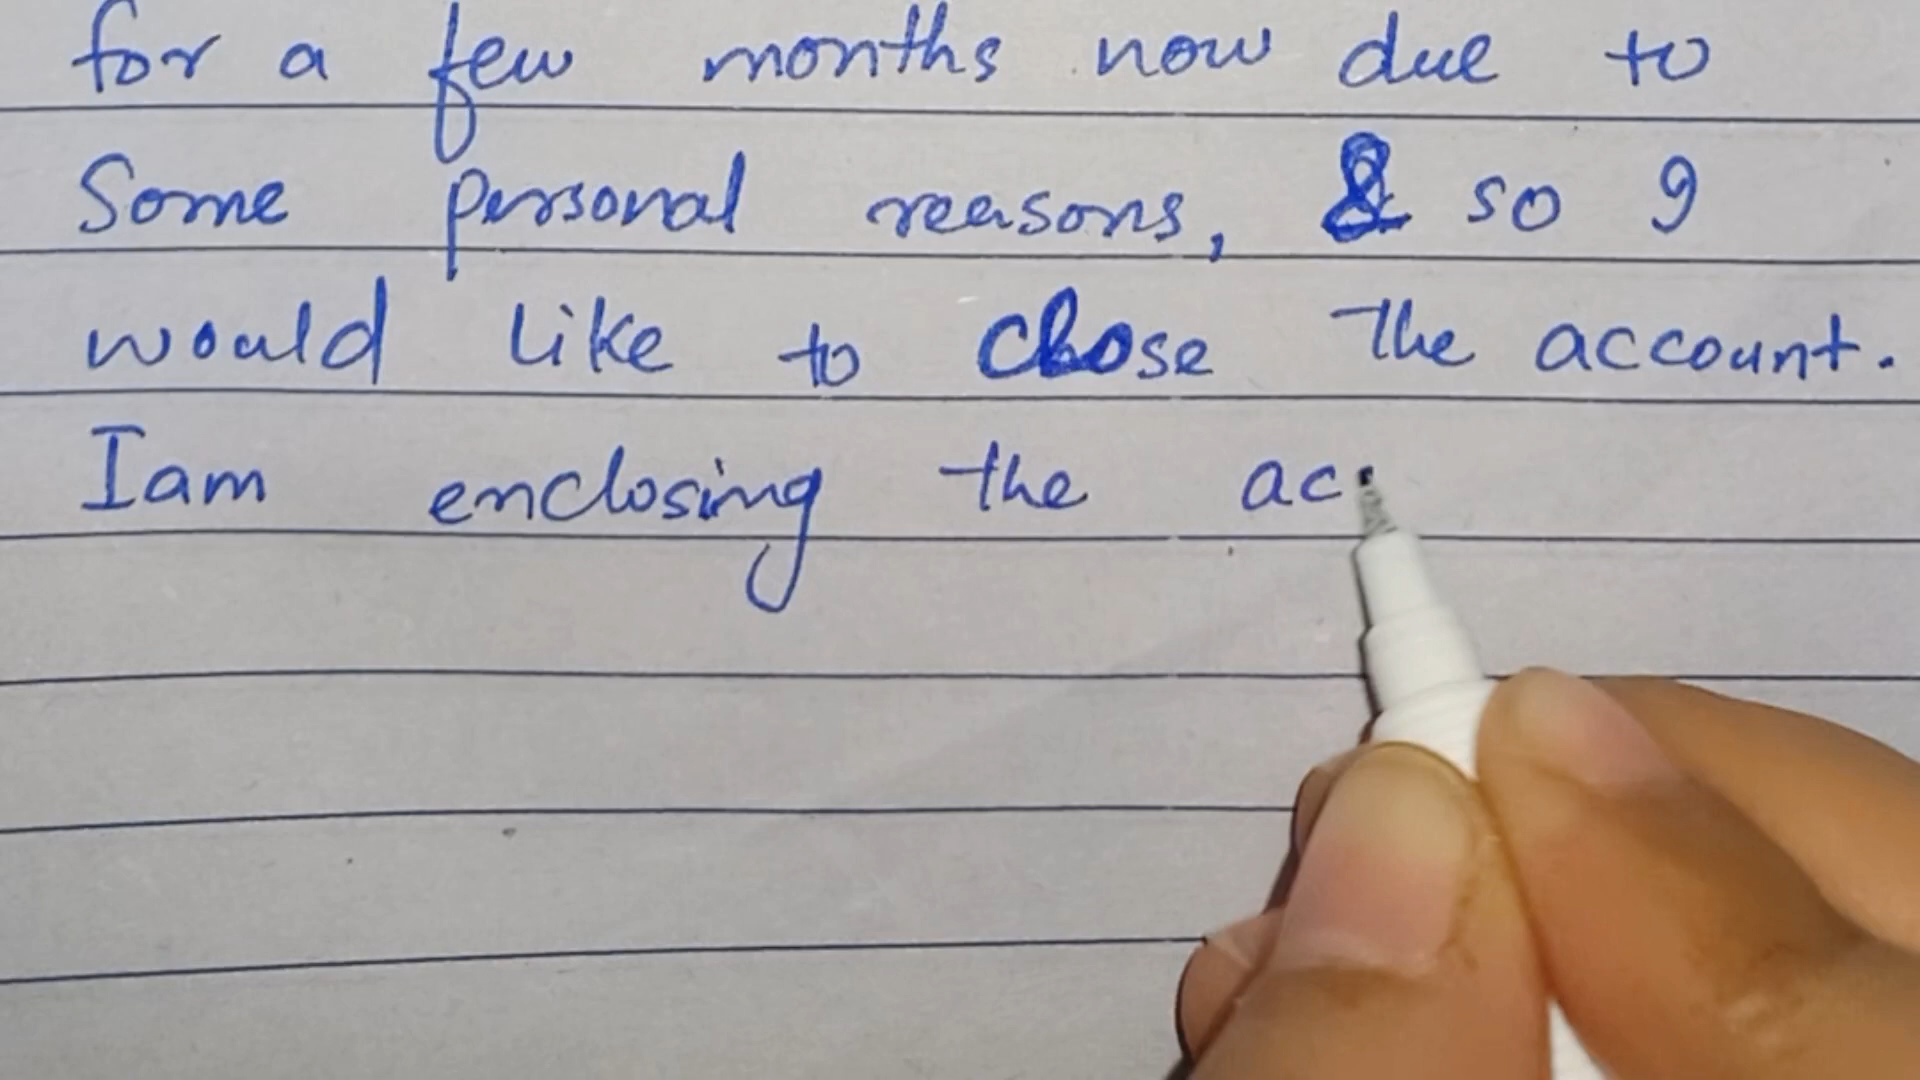 for a few months now due to
Some personal reasons, & so I
would like to close the account.
I am enclosing the ac